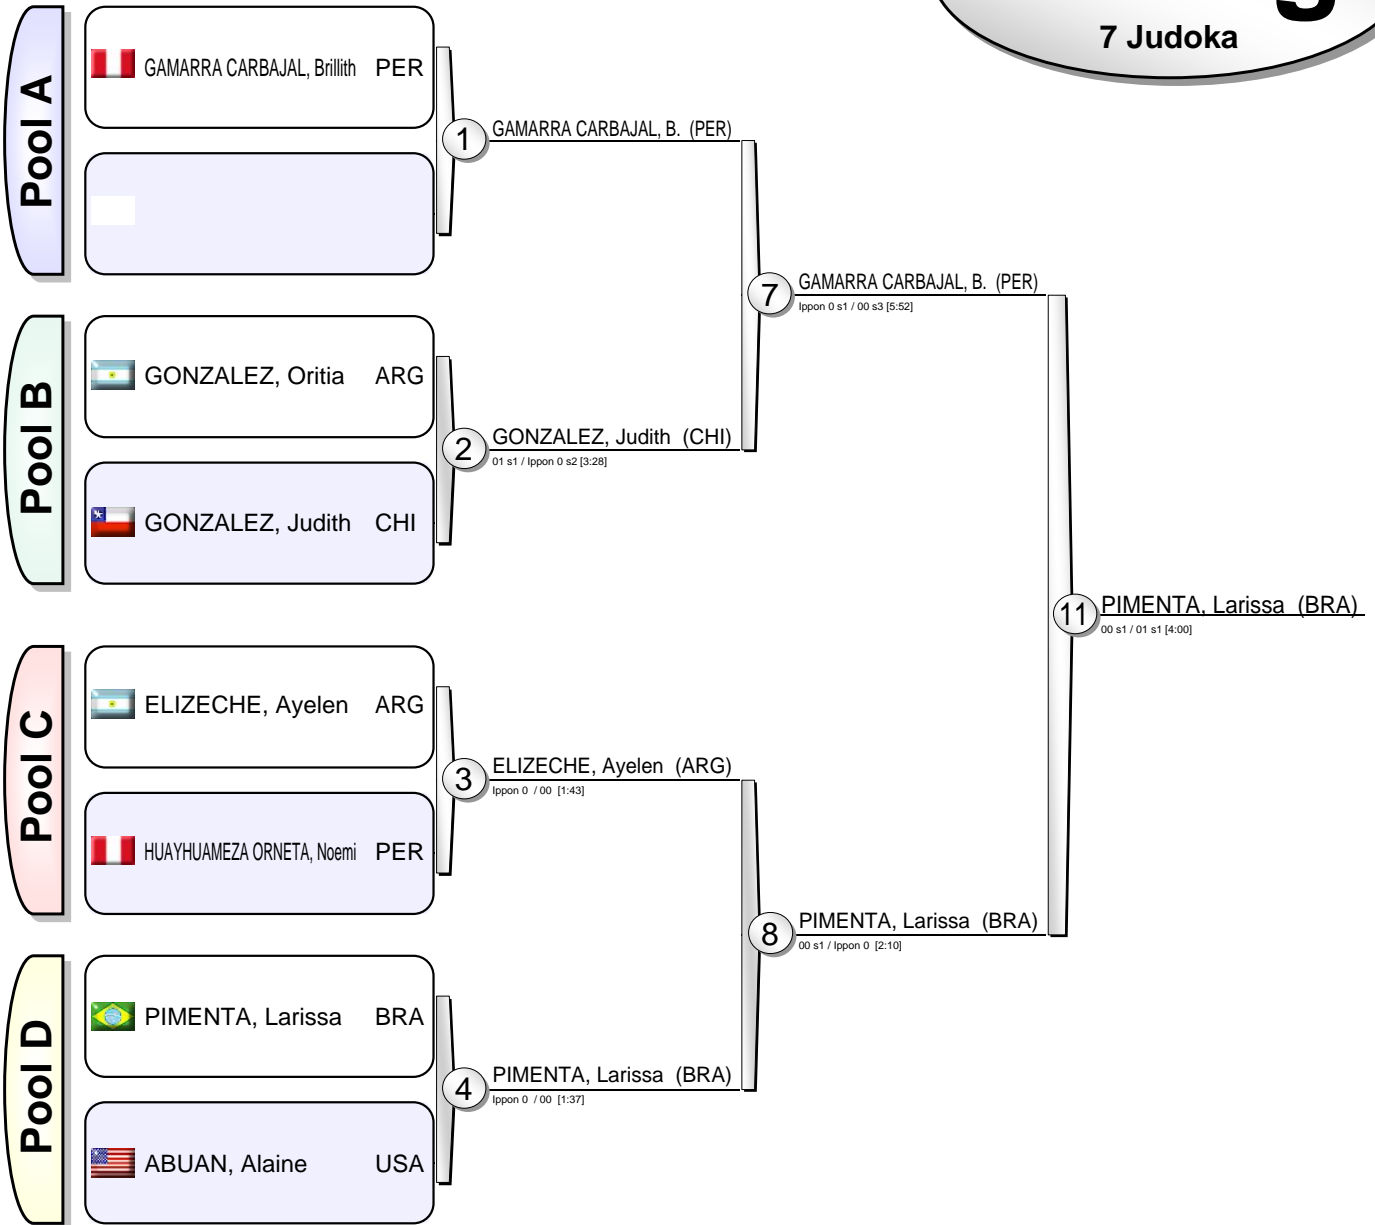 7 Judoka
Pool A
GAMARRA CARBAJAL, Brillith PER
1
GAMARRA CARBAJAL, B. (PER)
7
GAMARRA CARBAJAL, B. (PER)
Ippon 0 s1 / 00 s3 [5:52]
Pool B
GONZALEZ, Oritia ARG
2
GONZALEZ, Judith (CHI)
01 s1 / Ippon 0 s2 [3:28]
GONZALEZ, Judith CHI
11
PIMENTA, Larissa (BRA)
00 s1 / 01 s1 [4:00]
Pool C
ELIZECHE, Ayelen ARG
3
ELIZECHE, Ayelen (ARG)
Ippon 0 / 00 [1:43]
HUAYHUAMEZA ORNETA, Noemi PER
8
PIMENTA, Larissa (BRA)
00 s1 / Ippon 0 [2:10]
Pool D
PIMENTA, Larissa BRA
4
PIMENTA, Larissa (BRA)
Ippon 0 / 00 [1:37]
ABUAN, Alaine USA